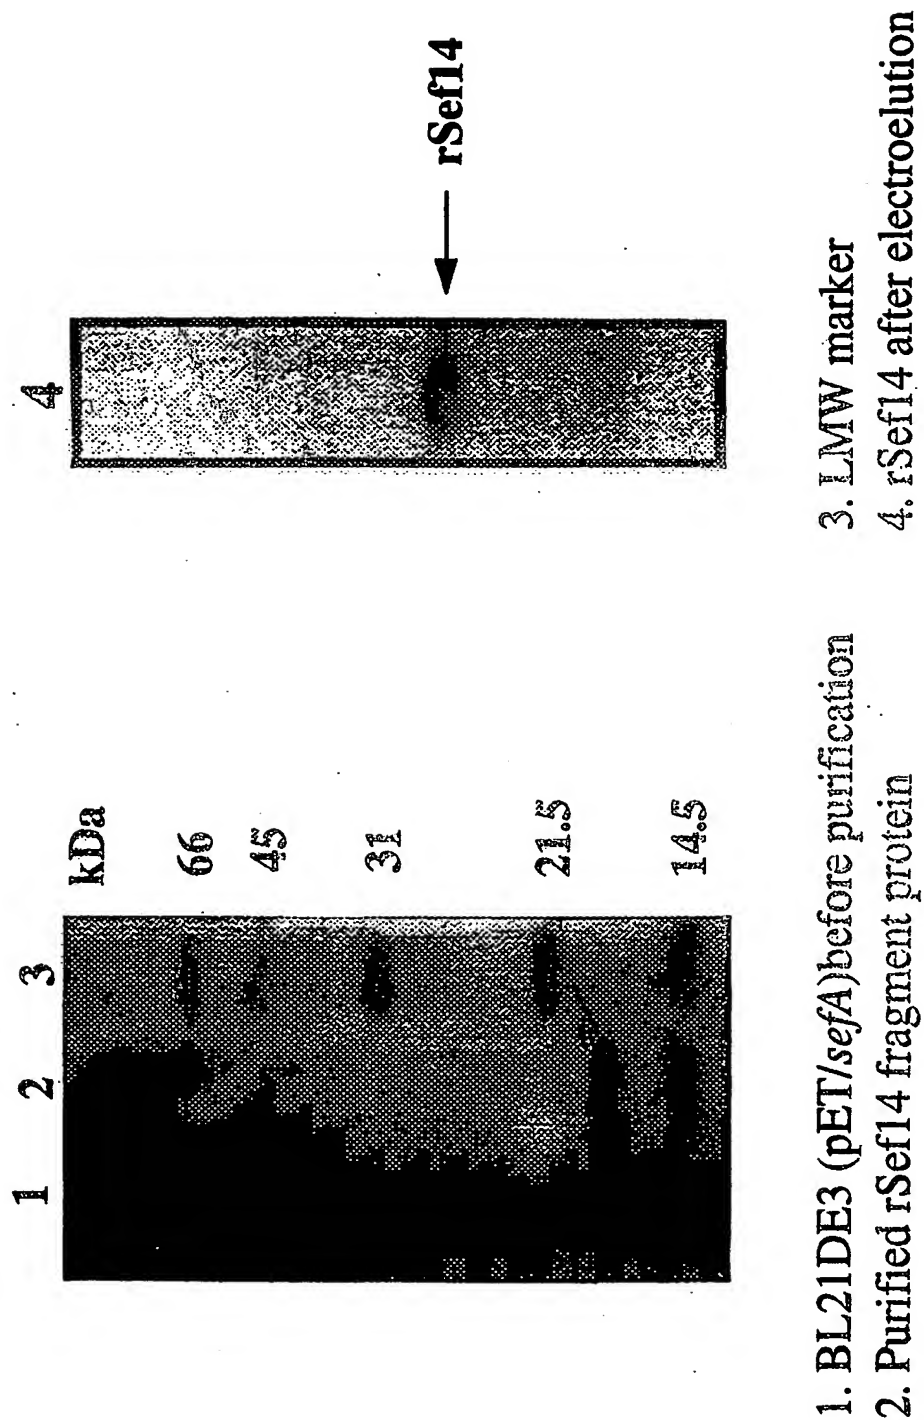 1 2 3
kDa
66
45
31
21.5
14.5
4
rSef14
1. BL21DE3 (pET/sefA)before purification
2. Purified rSef14 fragment protein
3. LMW marker
4. rSef14 after electroelution